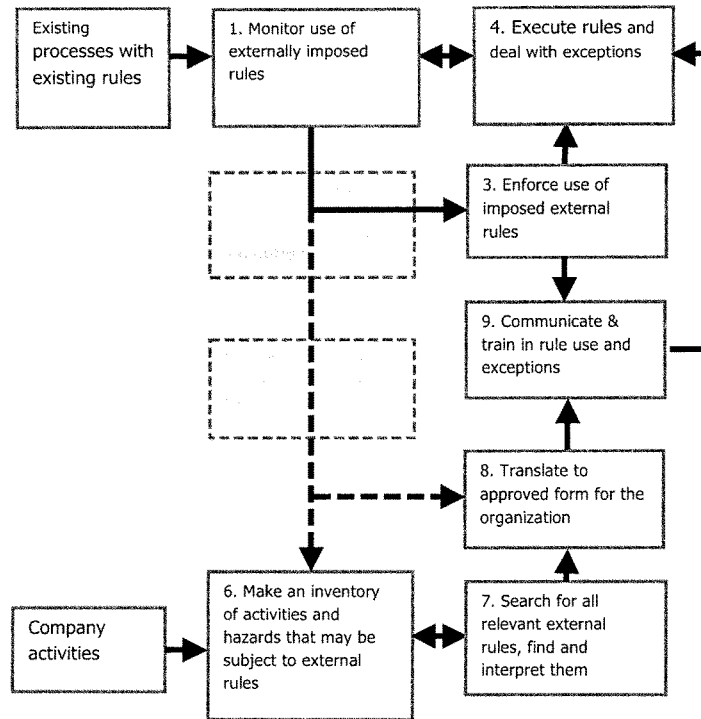 Existing
processes with
existing rules
1. Monitor use of
externally imposed
rules
4. Execute rules and
deal with exceptions
3. Enforce use of
imposed external
rules
9. Communicate &
train in rule use and
exceptions
8. Translate to
approved form for the
organization
6. Make an inventory
of activities and
hazards that may be
subject to external
rules
7. Search for all
relevant external
rules, find and
interpret them
Company
activities